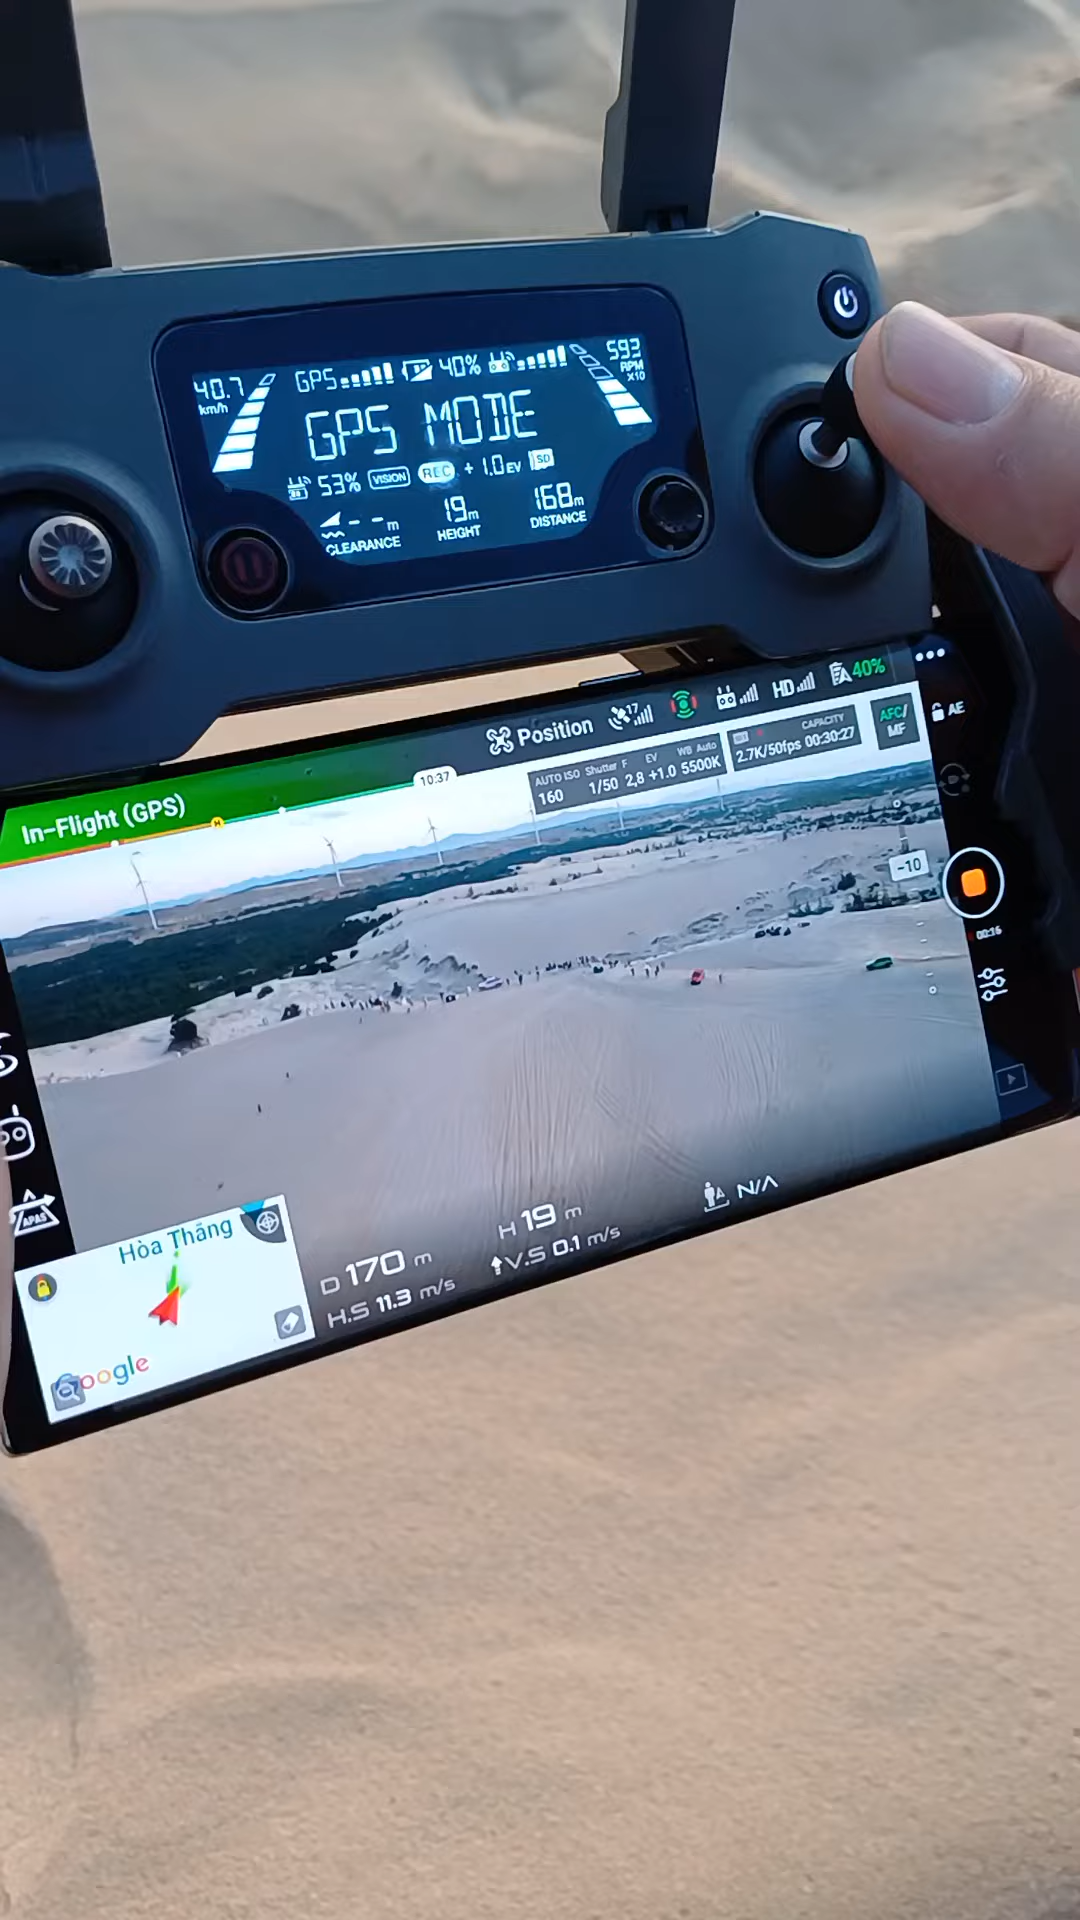 40.7 km/h GPS 40% 593 RPM X10
GPS MODE
53% VISION REC + 1.0 EV SD
- - m 19m 168m
CLEARANCE HEIGHT DISTANCE
In-Flight (GPS) Position 17 HD 40%
10:37
AUTO ISO Shutter F EV WB Auto
160 1/50 2,8 +1.0 5500K
CAPACITY
2.7K/50fps 00:30:27
AFC/
MF
AE
H
-10
00:16
APAS
Hòa Thắng
Google
D 170 m H 19 m N/A
H.S 11.3 m/s V.S 0.1 m/s